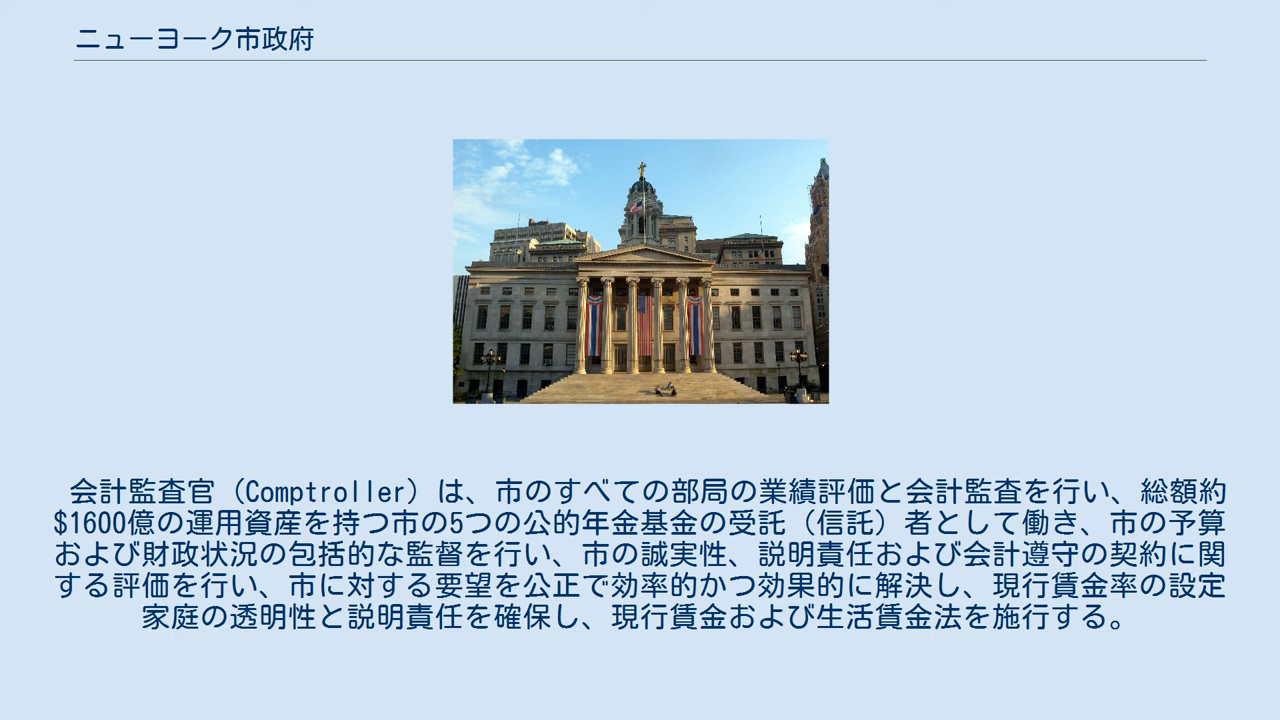 ニューヨーク市政府
会計監査官（Comptroller）は、市のすべての部局の業績評価と会計監査を行い、総額約
$1600億の運用資産を持つ市の5つの公的年金基金の受託（信託）者として働き、市の予算
および財政状況の包括的な監督を行い、市の誠実性、説明責任および会計遵守の契約に関
する評価を行い、市に対する要望を公正で効率的かつ効果的に解決し、現行賃金率の設定
家庭の透明性と説明責任を確保し、現行賃金および生活賃金法を施行する。